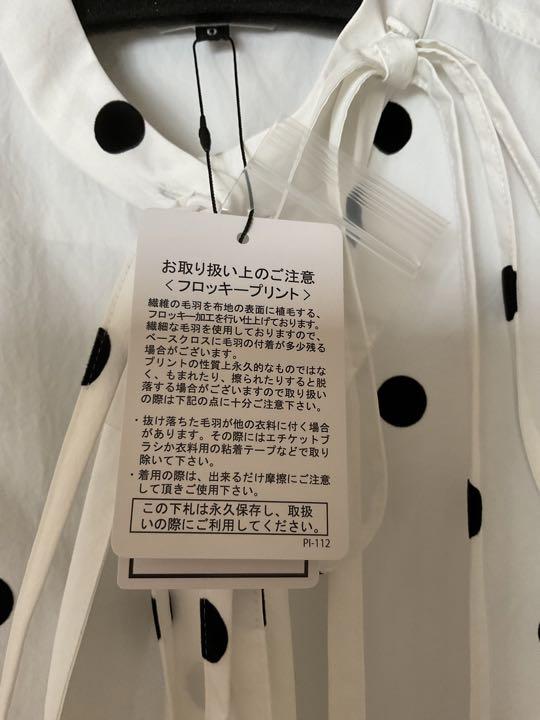 お取り扱い上のご注意
〈フロッキープリント〉
繊維の毛羽を布地の表面に植毛する、
フロッキー加工を行い仕上げております。
繊細な毛羽を使用しておりますので、
ベースクロスに毛羽の付着が多少残る
場合がございます。
プリントの性質上永久的なものではな
く、もまれたり、擦られたりすると脱
落する場合がございますので取り扱い
の際は下記の点に十分ご注意下さい。
・抜け落ちた毛羽が他の衣料に付く場合
があります。その際にはエチケットブ
ラシか衣料用の粘着テープなどで取り
除いて下さい。
・着用の際は、出来るだけ摩擦にご注意
して頂きご使用下さい。
この下札は永久保存し、取扱
いの際にご利用してください。
PI-112